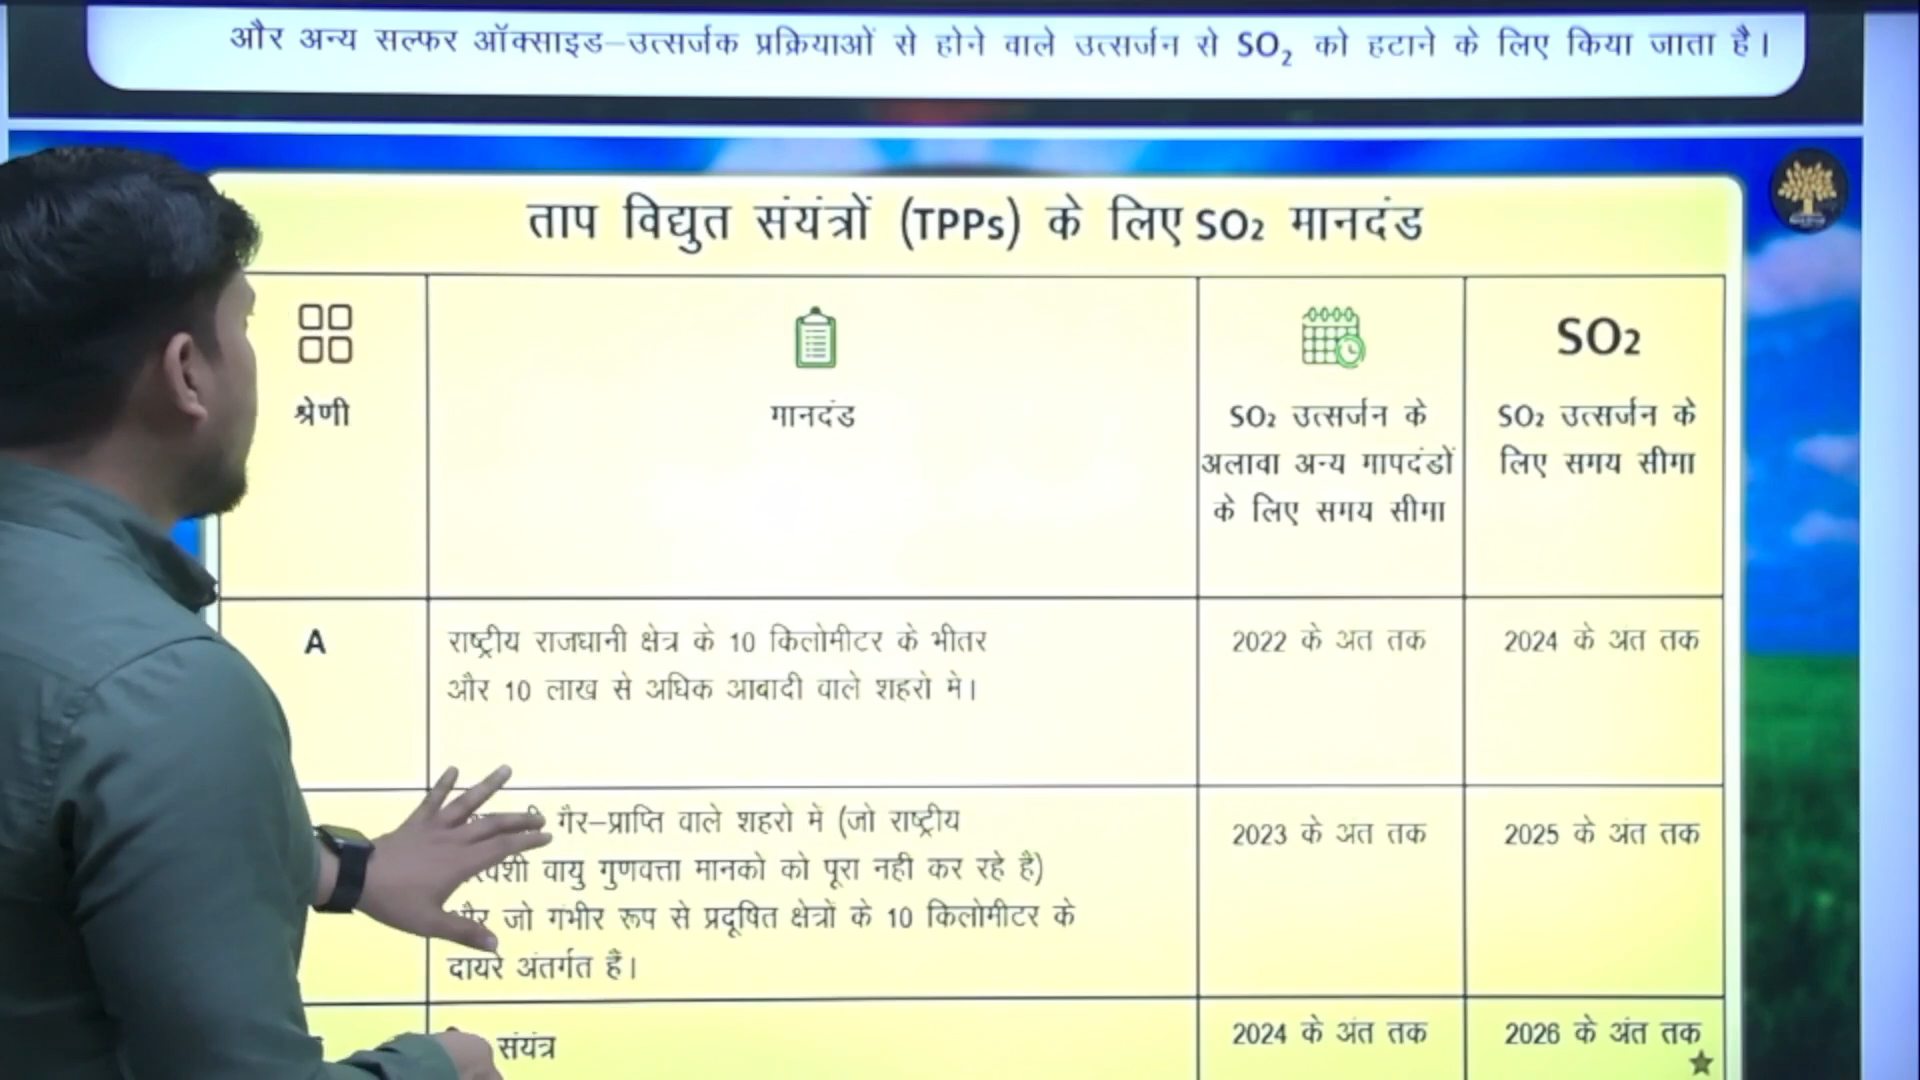 और अन्य सल्फर ऑक्साइड–उत्सर्जक प्रक्रियाओं से होने वाले उत्सर्जन से SO₂ को हटाने के लिए किया जाता है।
ताप विद्युत संयंत्रों (TPPs) के लिए SO₂ मानदंड
श्रेणी
मानदंड
SO₂ उत्सर्जन के
अलावा अन्य मापदंडों
के लिए समय सीमा
SO₂
SO₂ उत्सर्जन के
लिए समय सीमा
A
राष्ट्रीय राजधानी क्षेत्र के 10 किलोमीटर के भीतर
और 10 लाख से अधिक आबादी वाले शहरों में।
2022 के अंत तक
2024 के अंत तक
गैर–प्राप्ति वाले शहरों में (जो राष्ट्रीय
वायु गुणवत्ता मानकों को पूरा नहीं कर रहे हैं)
जो गंभीर रूप से प्रदूषित क्षेत्रों के 10 किलोमीटर के
दायरे अंतर्गत हैं।
2023 के अंत तक
2025 के अंत तक
संयंत्र
2024 के अंत तक
2026 के अंत तक